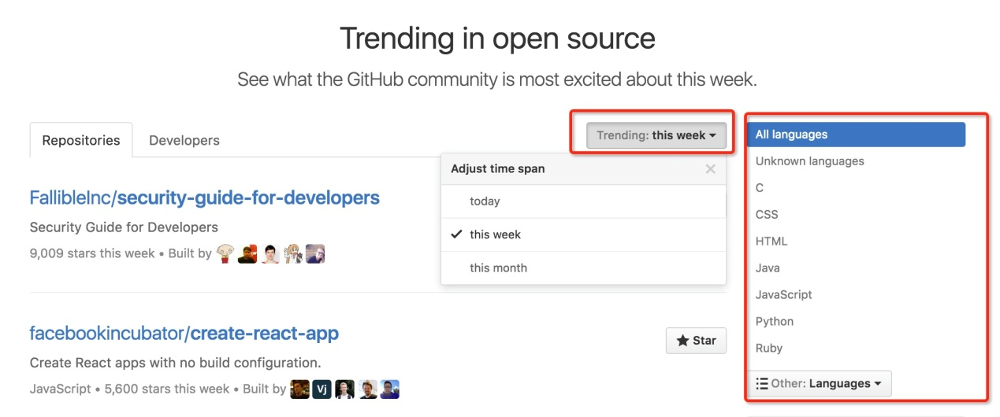 Trending in open source
See what the GitHub community is most excited about this week.
Repositories
Developers
Trending: this week
Adjust time span
today
this week
this month
FallibleInc/security-guide-for-developers
Security Guide for Developers
9,009 stars this week • Built by
facebookincubator/create-react-app
Star
Create React apps with no build configuration.
JavaScript • 5,600 stars this week • Built by Vj
All languages
Unknown languages
C
CSS
HTML
Java
JavaScript
Python
Ruby
Other: Languages